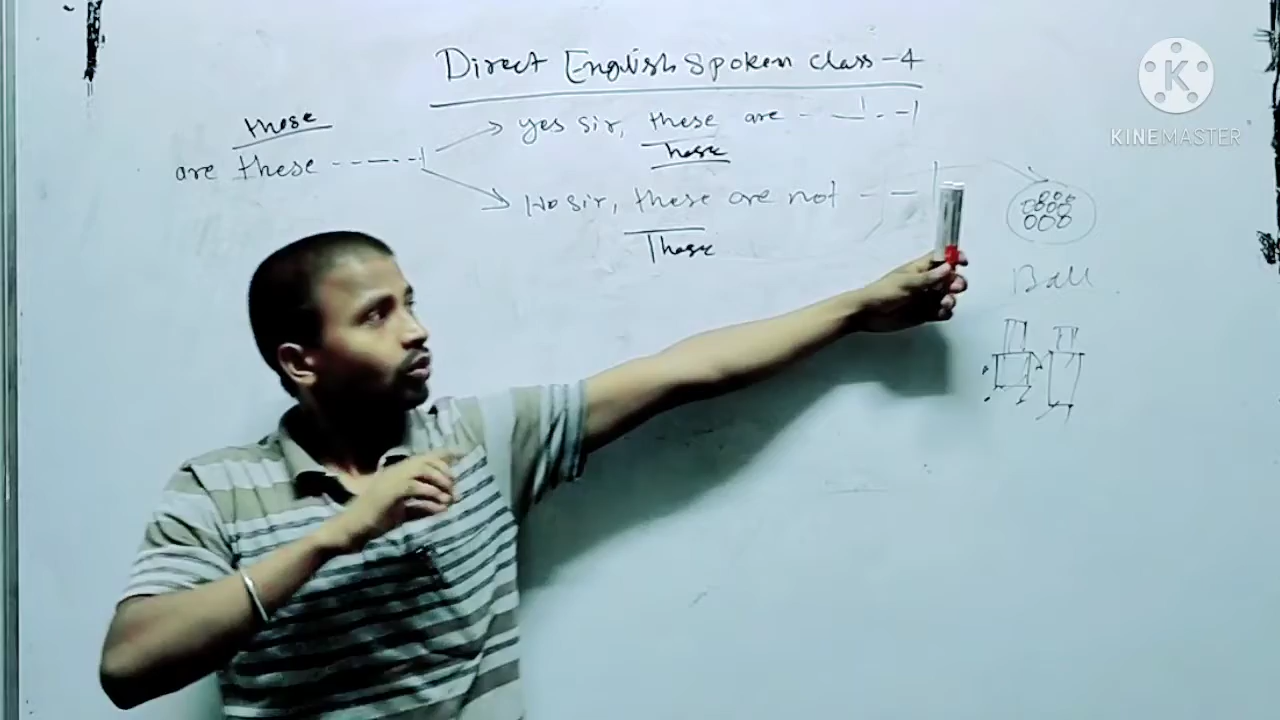 Direct English Spoken Class-4
those
are these ------
yes sir, these are - - - -
Those
No sir, these are not - -
Those
Ball
K
KINEMASTER